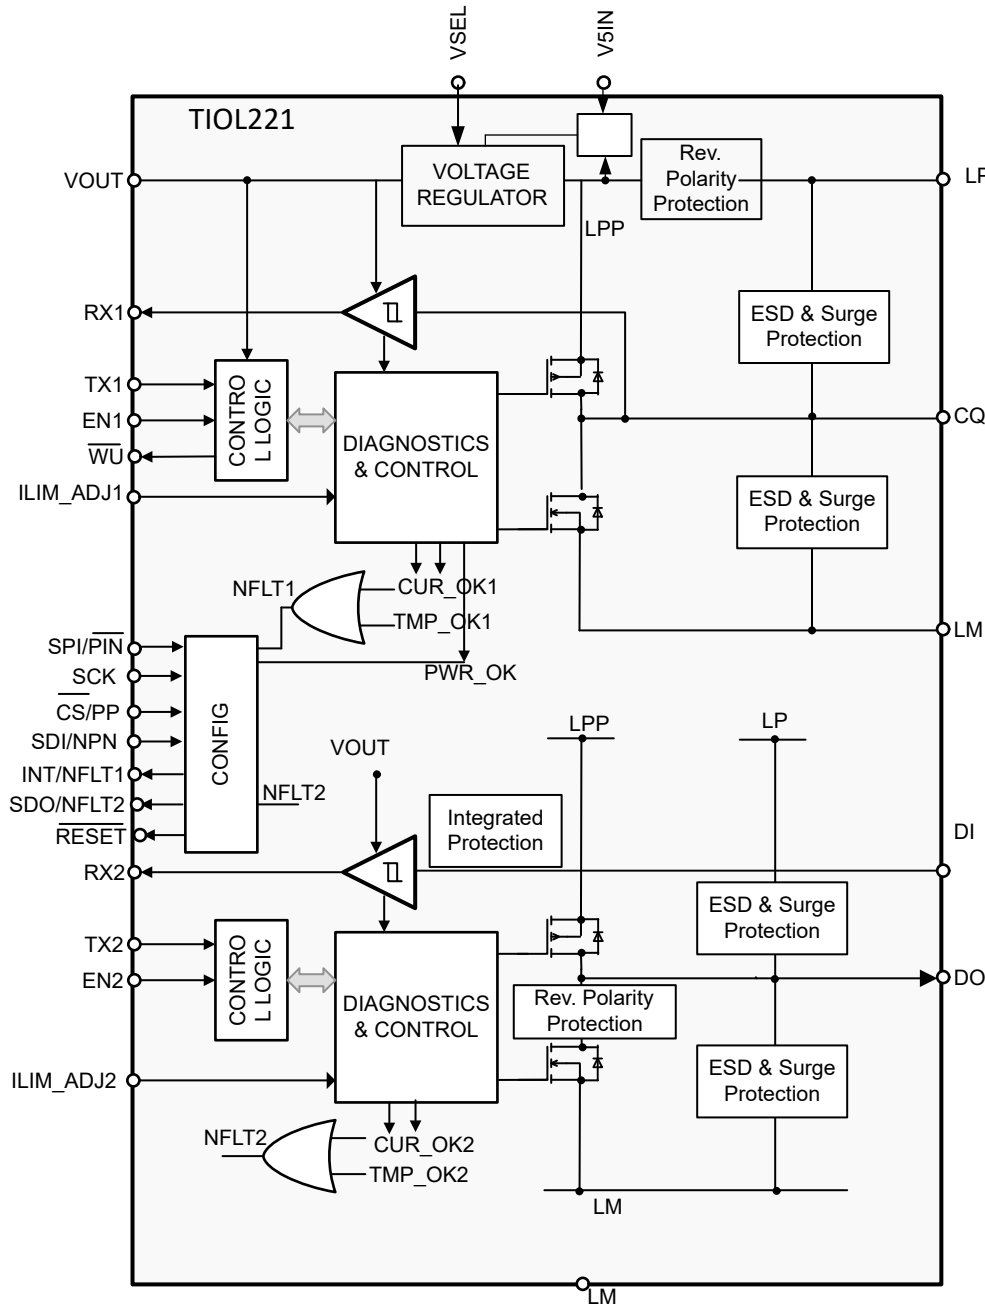 VSEL
V5IN
TIOL221
VOUT
VOLTAGE
REGULATOR
Rev.
Polarity
Protection
LP
LPP
RX1
ESD & Surge
Protection
TX1
EN1
WU
CONTRO
L LOGIC
DIAGNOSTICS
& CONTROL
CQ
ILIM_ADJ1
ESD & Surge
Protection
NFLT1
CUR_OK1
TMP_OK1
LM
SPI/PIN
SCK
CS/PP
SDI/NPN
INT/NFLT1
SDO/NFLT2
RESET
CONFIG
PWR_OK
NFLT2
VOUT
LPP
LP
Integrated
Protection
DI
RX2
ESD & Surge
Protection
TX2
EN2
CONTRO
L LOGIC
DIAGNOSTICS
& CONTROL
DO
Rev. Polarity
Protection
ILIM_ADJ2
ESD & Surge
Protection
NFLT2
CUR_OK2
TMP_OK2
LM
LM